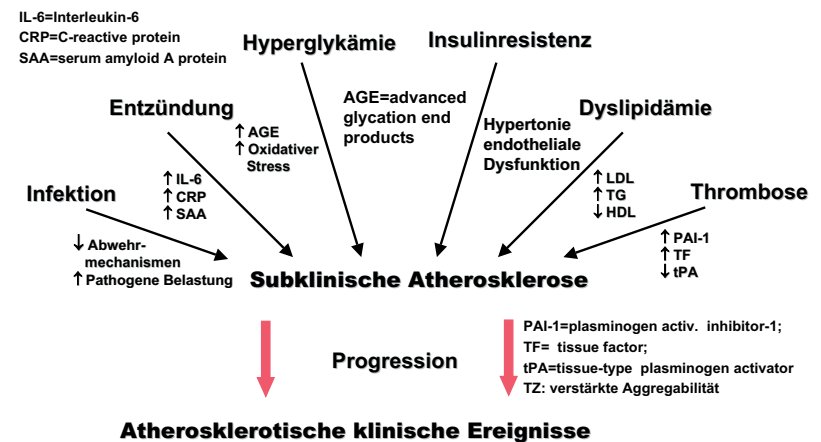 IL-6=Interleukin-6
CRP=C-reactive protein
SAA=serum amyloid A protein
Hyperglykämie
Insulinresistenz
Entzündung
AGE=advanced
glycation end
products
Dyslipidämie
↑ AGE
↑ Oxidativer
Stress
Hypertonie
endotheliale
Dysfunktion
Infektion
↑ IL-6
↑ CRP
↑ SAA
↑ LDL
↑ TG
↓ HDL
Thrombose
↓ Abwehr-
mechanismen
↑ Pathogene Belastung
↑ PAI-1
↑ TF
↓ tPA
Subklinische Atherosklerose
Progression
PAI-1=plasminogen activ. inhibitor-1;
TF= tissue factor;
tPA=tissue-type plasminogen activator
TZ: verstärkte Aggregabilität
Atherosklerotische klinische Ereignisse